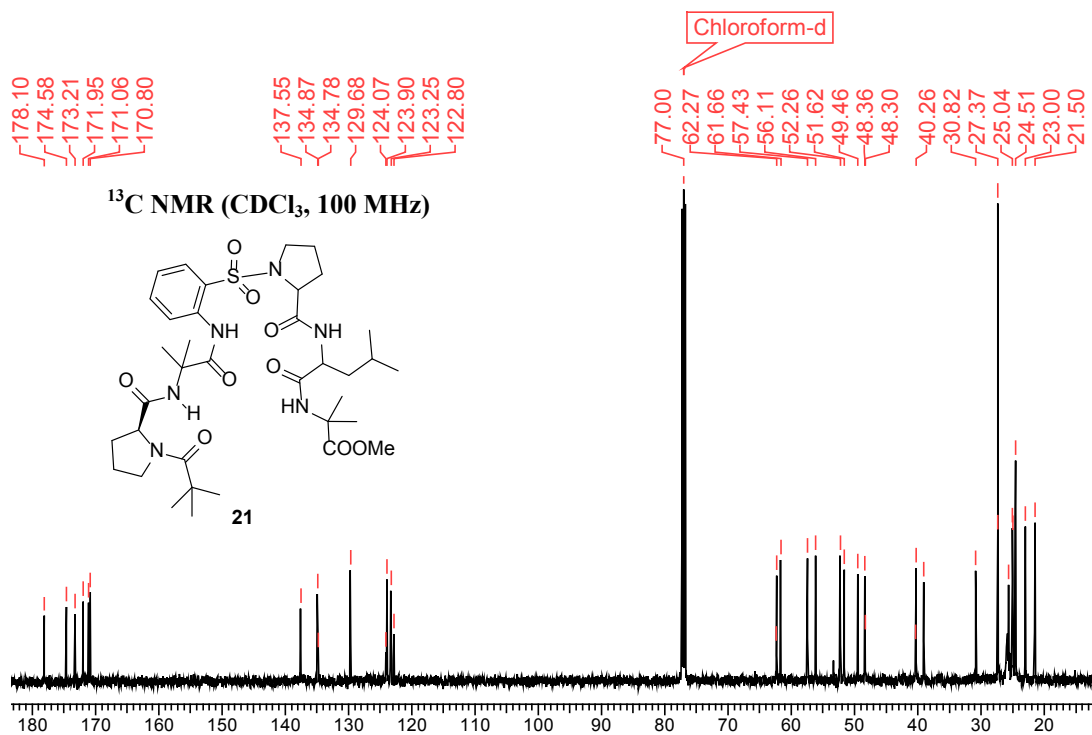 Chloroform-d
178.10
174.58
173.21
171.95
171.06
170.80
137.55
134.87
134.78
129.68
124.07
123.90
123.25
122.80
77.00
62.27
61.66
57.43
56.11
52.26
51.62
49.46
48.36
48.30
40.26
30.82
27.37
25.04
24.51
23.00
21.50
¹³C NMR (CDCl₃, 100 MHz)
O
S
O
N
NH
O
NH
O
O
O
N
H
HN
N
O
COOMe
21
180 170 160 150 140 130 120 110 100 90 80 70 60 50 40 30 20